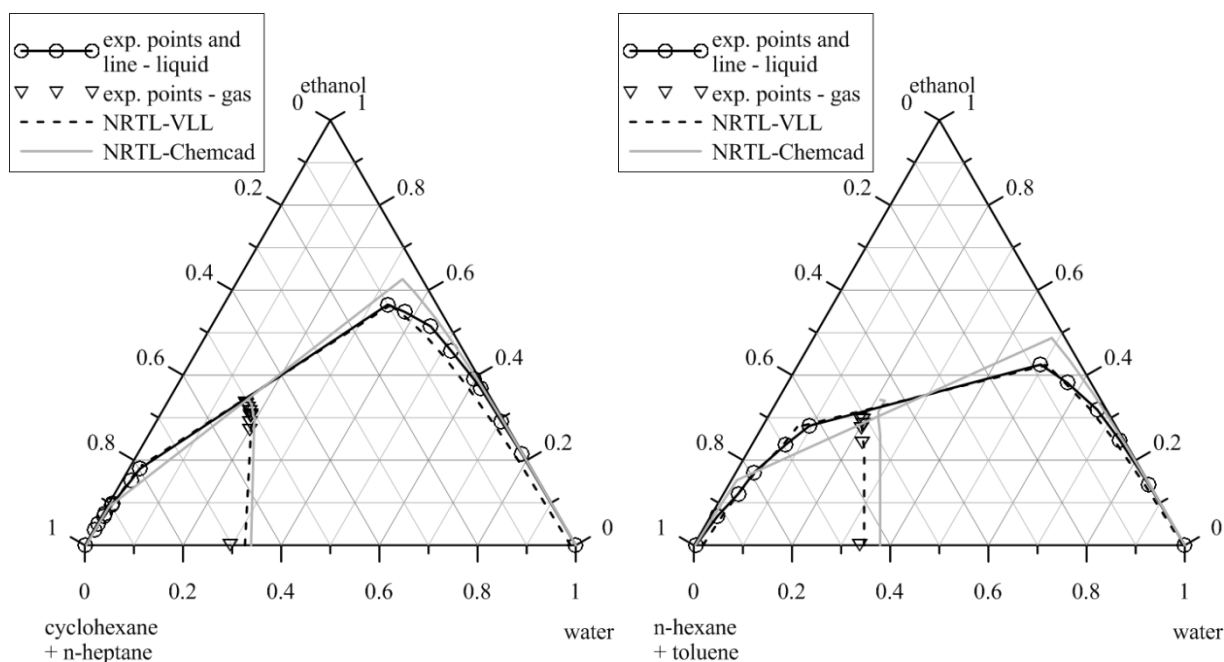 exp. points and
line - liquid
exp. points - gas
NRTL-VLL
NRTL-Chemcad
ethanol
0 1
0.2 0.8
0.4 0.6
0.6 0.4
0.8 0.2
1 0
0 0.2 0.4 0.6 0.8 1
cyclohexane
+ n-heptane
water
exp. points and
line - liquid
exp. points - gas
NRTL-VLL
NRTL-Chemcad
ethanol
0 1
0.2 0.8
0.4 0.6
0.6 0.4
0.8 0.2
1 0
0 0.2 0.4 0.6 0.8 1
n-hexane
+ toluene
water